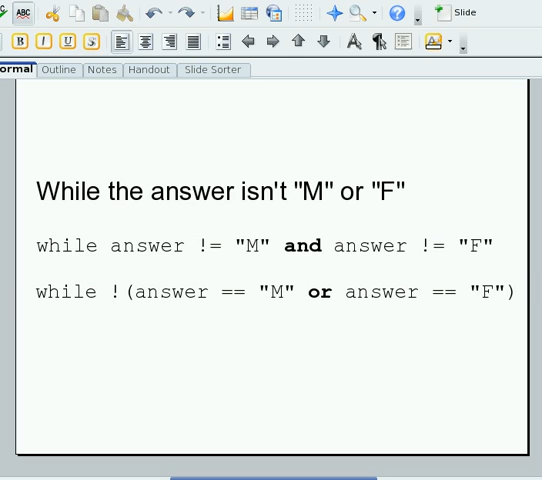 ABC
Slide
B I U S
ormal Outline Notes Handout Slide Sorter
While the answer isn't "M" or "F"
while answer != "M" and answer != "F"
while !(answer == "M" or answer == "F")